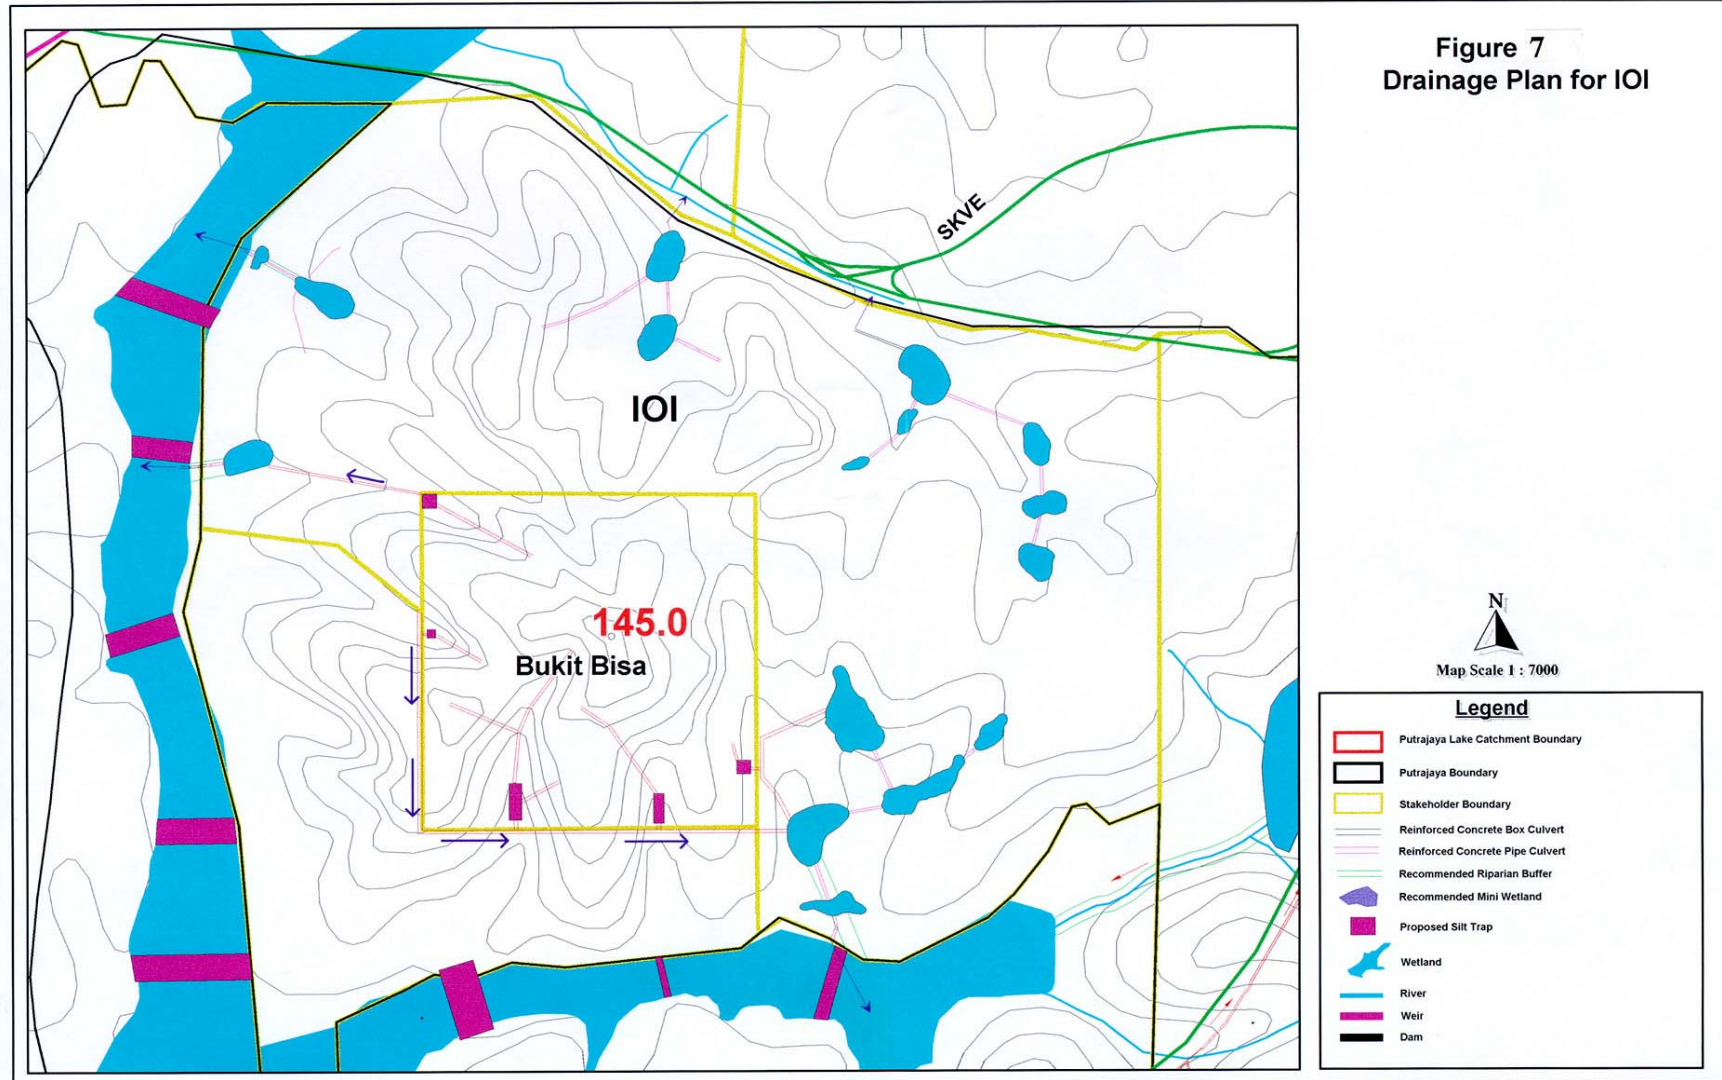 Figure 7
Drainage Plan for IOI
SKVE
IOI
145.0
Bukit Bisa
N
Map Scale 1 : 7000
Legend
Putrajaya Lake Catchment Boundary
Putrajaya Boundary
Stakeholder Boundary
Reinforced Concrete Box Culvert
Reinforced Concrete Pipe Culvert
Recommended Riparian Buffer
Recommended Mini Wetland
Proposed Silt Trap
Wetland
River
Weir
Dam